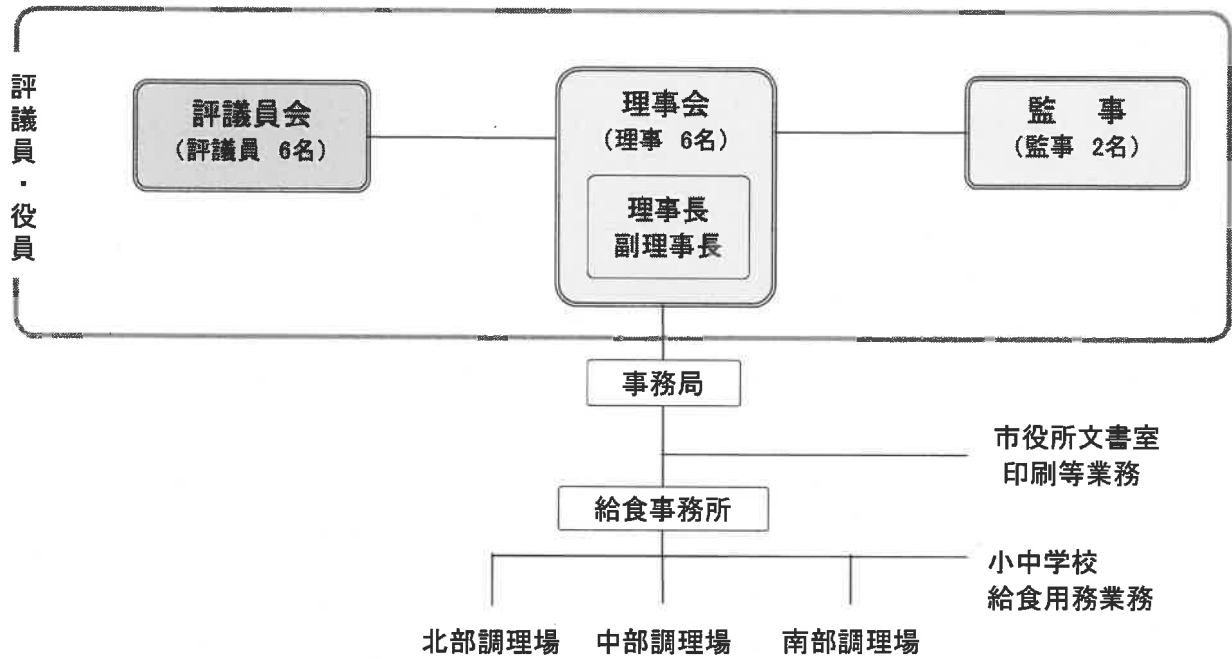 評議員・役員
評議員会
(評議員 6名)
理事会
(理事 6名)
理事長
副理事長
監　事
(監事 2名)
事務局
市役所文書室
印刷等業務
給食事務所
小中学校
給食用務業務
北部調理場
中部調理場
南部調理場